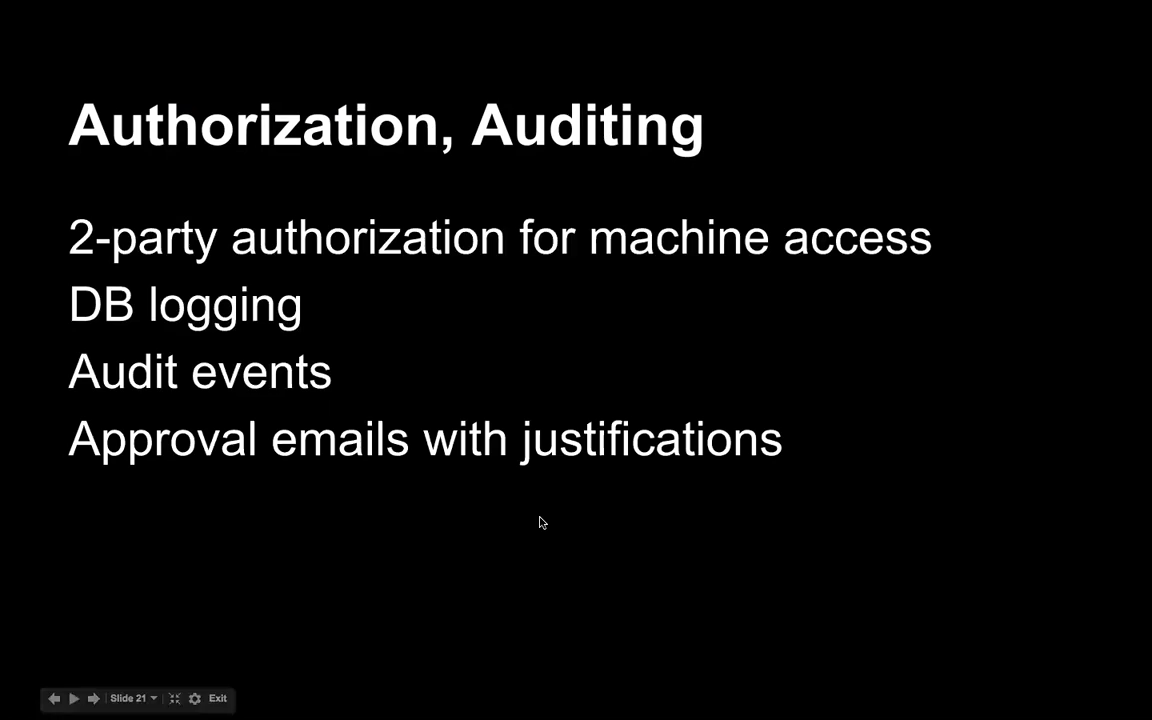 Authorization, Auditing
2-party authorization for machine access
DB logging
Audit events
Approval emails with justifications
Slide 21 Exit